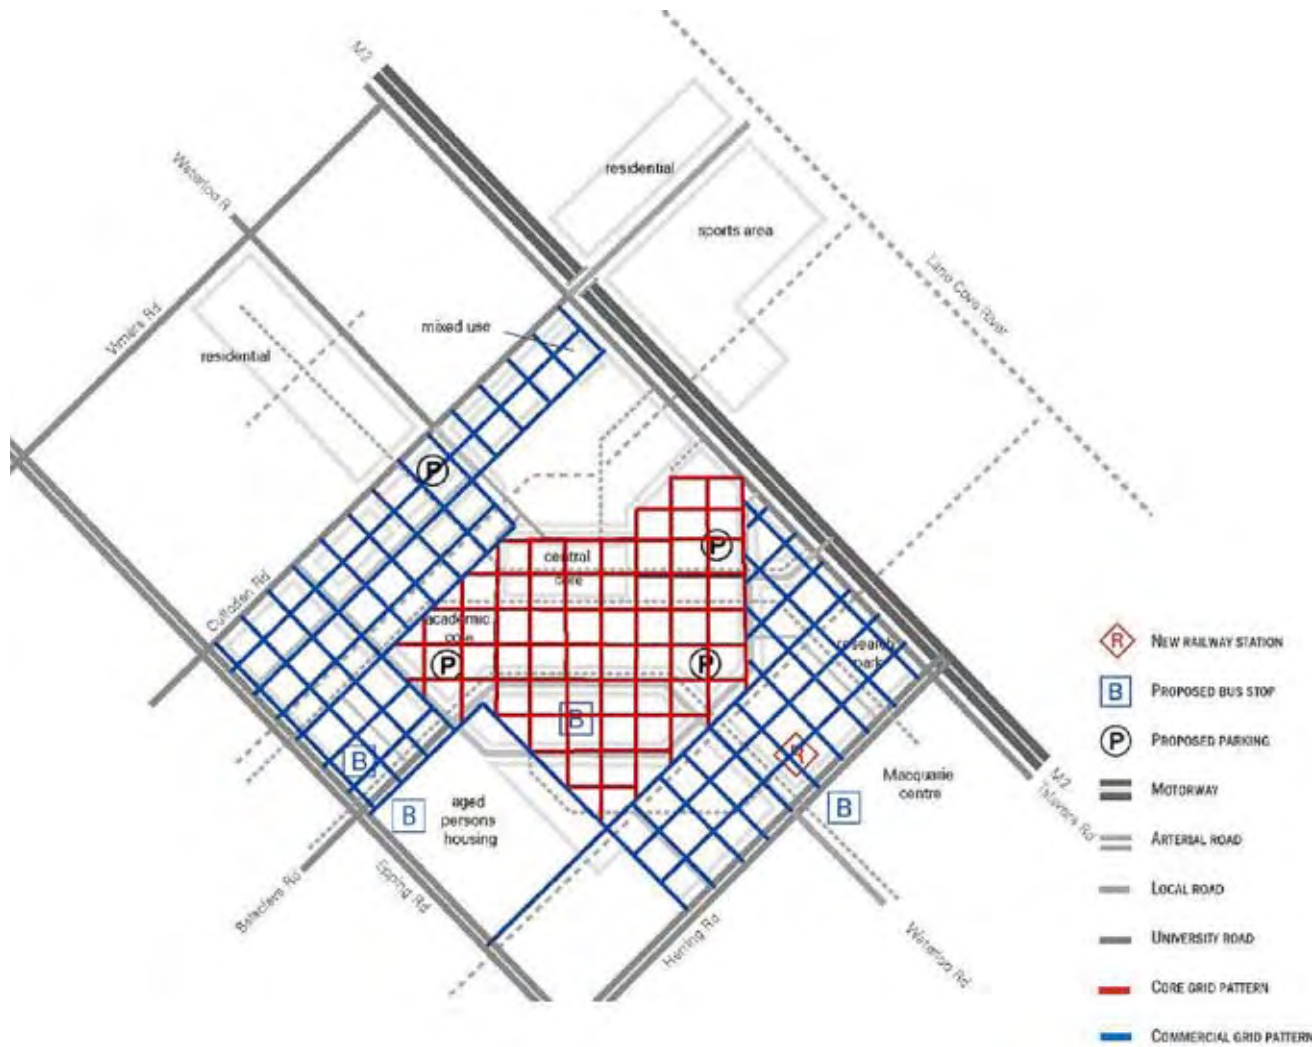 M2
Waterloo R
residential
sports area
Lane Cove River
mixed use
Vimiera Rd
residential
P
Culloden Rd
P
central
core
academic
core
P
P
research
park
B
R
B
B
B
Macquarie
centre
aged
persons
housing
M2
Talavera Rd
Balaclava Rd
Epping Rd
Herring Rd
Waterloo Rd
R NEW RAILWAY STATION
B PROPOSED BUS STOP
P PROPOSED PARKING
MOTORWAY
ARTERIAL ROAD
LOCAL ROAD
UNIVERSITY ROAD
CORE GRID PATTERN
COMMERCIAL GRID PATTERN